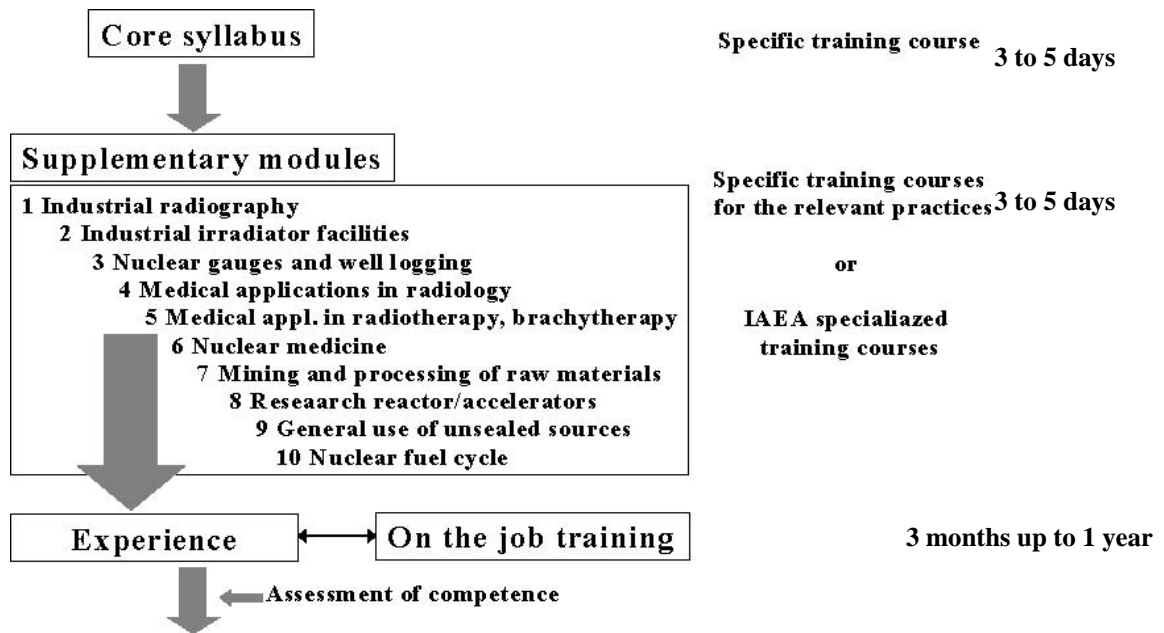 Core syllabus
Specific training course 3 to 5 days
Supplementary modules
1 Industrial radiography
2 Industrial irradiator facilities
3 Nuclear gauges and well logging
4 Medical applications in radiology
5 Medical appl. in radiotherapy, brachytherapy
6 Nuclear medicine
7 Mining and processing of raw materials
8 Reseaarch reactor/accelerators
9 General use of unsealed sources
10 Nuclear fuel cycle
Specific training courses
for the relevant practices 3 to 5 days
or
IAEA specialiazed
training courses
Experience
On the job training
3 months up to 1 year
Assessment of competence